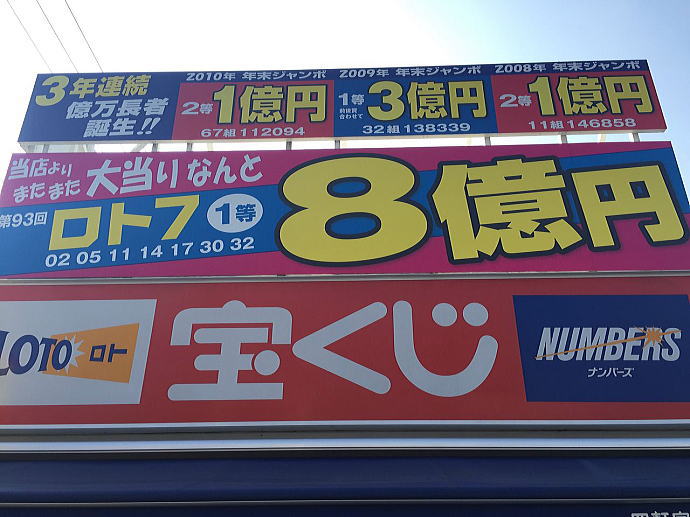 3年連続
億万長者
誕生!!
2010年 年末ジャンボ
2等 1億円
67組 112094
2009年 年末ジャンボ
1等 前後賞合わせて 3億円
32組 138339
2008年 年末ジャンボ
2等 1億円
11組 146858
当店より
またまた 大当りなんと
第93回 ロト7 1等 8億円
02 05 11 14 17 30 32
LOTO ロト
宝くじ
NUMBERS
ナンバーズ